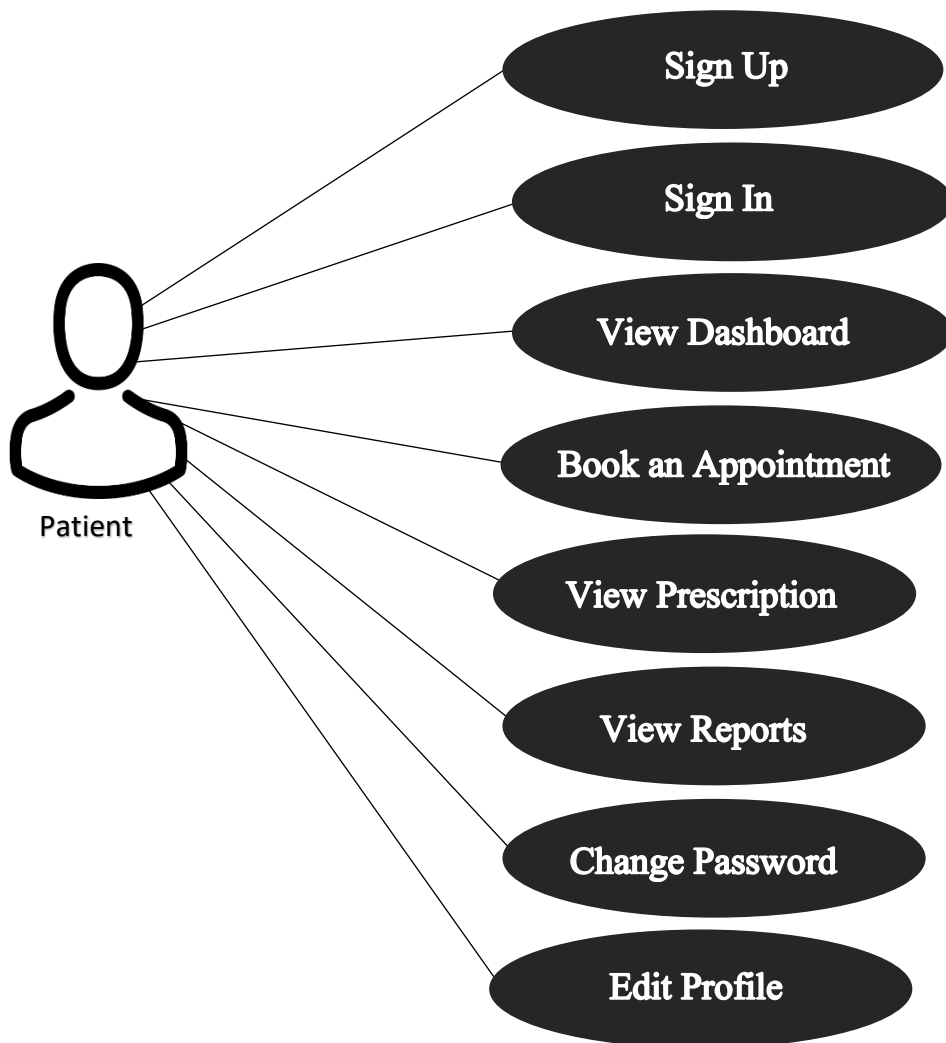 Sign Up
Sign In
View Dashboard
Book an Appointment
Patient
View Prescription
View Reports
Change Password
Edit Profile